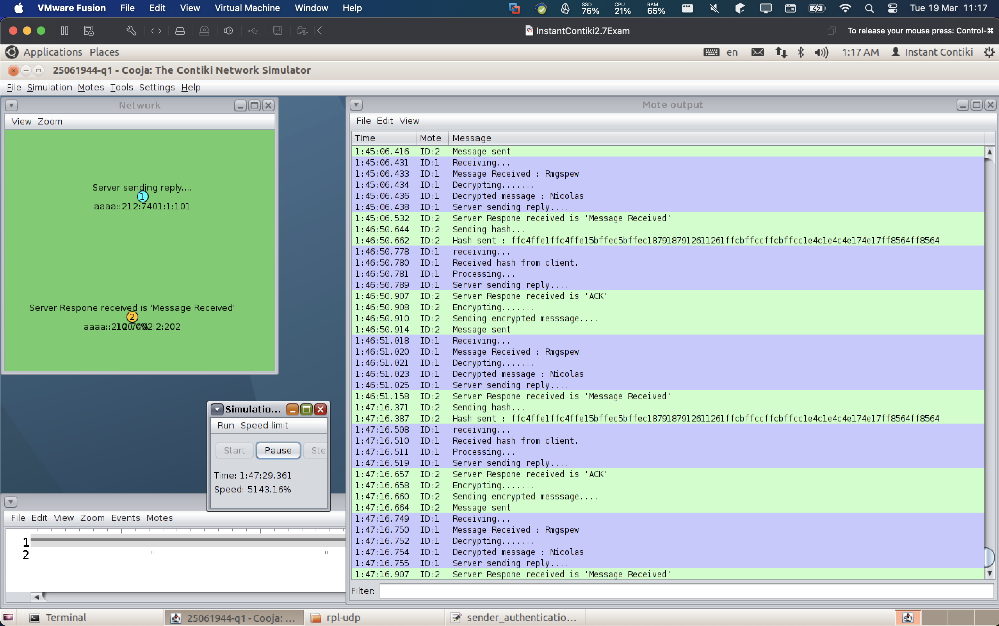 VMware Fusion File Edit View Virtual Machine Window Help SSD 76% CPU 21% RAM 65% Tue 19 Mar 11:17
InstantContiki2.7Exam To release your mouse press: Control-⌘
Applications Places en 1:17 AM Instant Contiki
25061944-q1 - Cooja: The Contiki Network Simulator
File Simulation Motes Tools Settings Help
Network
View Zoom
Server sending reply....
1
aaaa::212:7401:1:101
Server Respone received is 'Message Received'
2
Mote output
File Edit View
Time Mote Message
1:45:06.416 ID:2 Message sent
1:45:06.431 ID:1 Receiving...
1:45:06.433 ID:1 Message Received : Rmgspew
1:45:06.434 ID:1 Decrypting.......
1:45:06.436 ID:1 Decrypted message : Nicolas
1:45:06.438 ID:1 Server sending reply....
1:45:06.532 ID:2 Server Respone received is 'Message Received'
1:46:50.644 ID:2 Sending hash...
1:46:50.662 ID:2 Hash sent : ffc4ffe1ffc4ffe15bffec5bffec187918791261126​1ffcbffccffcbffcc1e4c1e4c4e174e17ff8564ff8564
1:46:50.778 ID:1 receiving...
1:46:50.780 ID:1 Received hash from client.
1:46:50.781 ID:1 Processing...
1:46:50.789 ID:1 Server sending reply....
1:46:50.907 ID:2 Server Respone received is 'ACK'
1:46:50.908 ID:2 Encrypting.......
1:46:50.910 ID:2 Sending encrypted messsage....
1:46:50.914 ID:2 Message sent
1:46:51.018 ID:1 Receiving...
1:46:51.020 ID:1 Message Received : Rmgspew
1:46:51.021 ID:1 Decrypting.......
1:46:51.023 ID:1 Decrypted message : Nicolas
1:46:51.025 ID:1 Server sending reply....
1:46:51.158 ID:2 Server Respone received is 'Message Received'
1:47:16.371 ID:2 Sending hash...
1:47:16.387 ID:2 Hash sent : ffc4ffe1ffc4ffe15bffec5bffec1879187912611261ffcbffccffcbffcc1e4c1e4c4e174e17ff8564ff8564
1:47:16.508 ID:1 receiving...
1:47:16.510 ID:1 Received hash from client.
1:47:16.511 ID:1 Processing...
1:47:16.519 ID:1 Server sending reply....
1:47:16.657 ID:2 Server Respone received is 'ACK'
1:47:16.658 ID:2 Encrypting.......
1:47:16.660 ID:2 Sending encrypted messsage....
1:47:16.664 ID:2 Message sent
1:47:16.749 ID:1 Receiving...
1:47:16.750 ID:1 Message Received : Rmgspew
1:47:16.752 ID:1 Decrypting.......
1:47:16.754 ID:1 Decrypted message : Nicolas
1:47:16.755 ID:1 Server sending reply....
1:47:16.907 ID:2 Server Respone received is 'Message Received'
Filter:
Simulatio...
Run Speed limit
Start Pause Ste
Time: 1:47:29.361
Speed: 5143.16%
File Edit View Zoom Events Motes
1
2
Terminal 25061944-q1 - Cooja: ... rpl-udp sender_authenticatio...